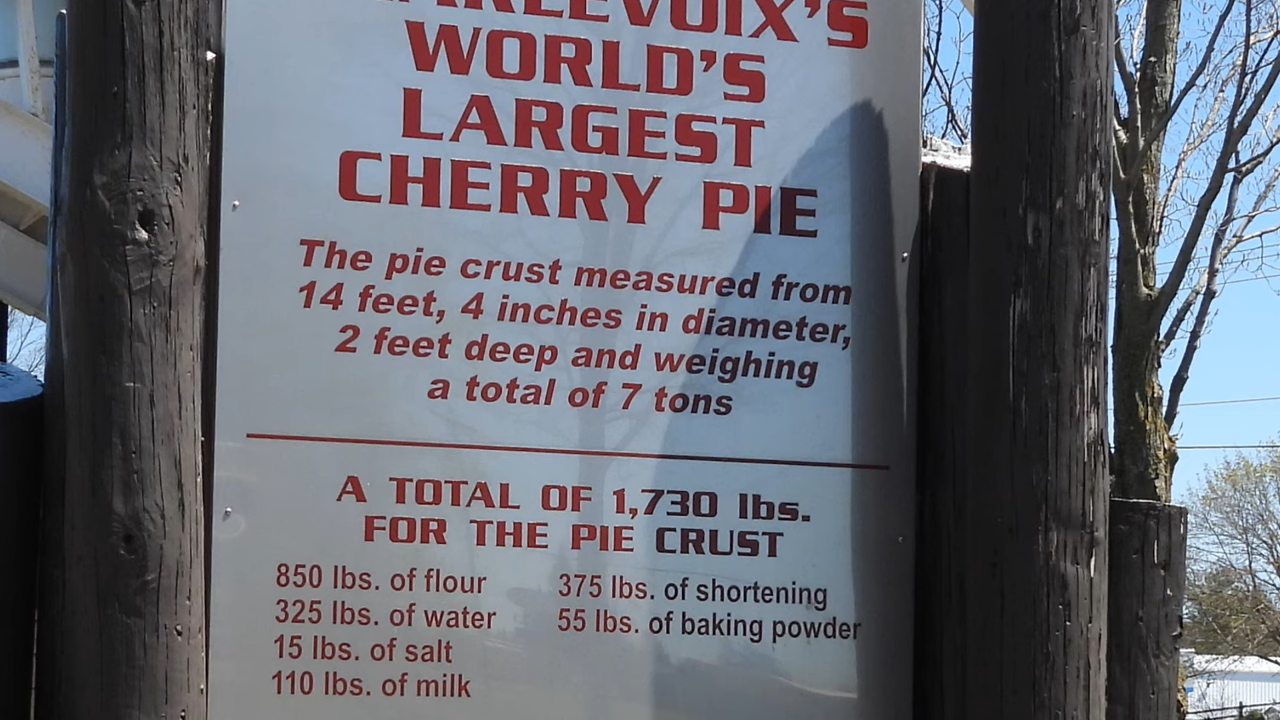 WORLD'S
LARGEST
CHERRY PIE
The pie crust measured from
14 feet, 4 inches in diameter,
2 feet deep and weighing
a total of 7 tons
A TOTAL OF 1,730 lbs.
FOR THE PIE CRUST
850 lbs. of flour
325 lbs. of water
15 lbs. of salt
110 lbs. of milk
375 lbs. of shortening
55 lbs. of baking powder